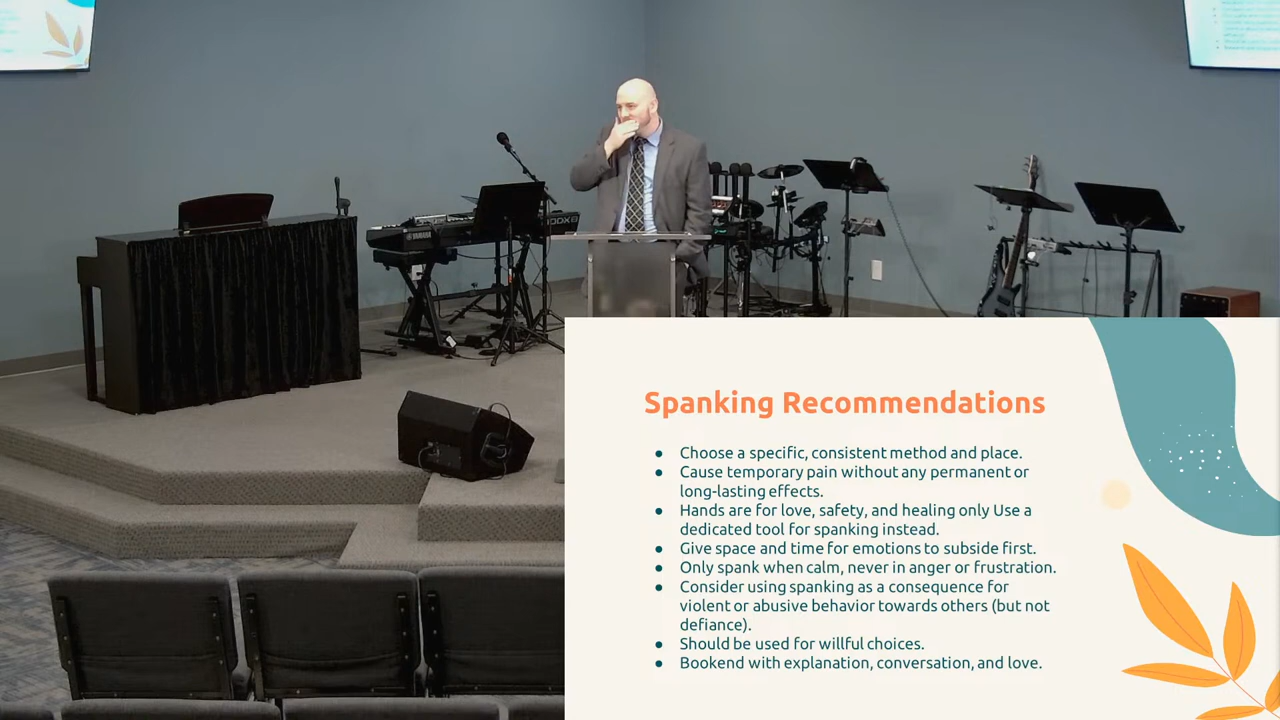 YAMAHA
Spanking Recommendations
● Choose a specific, consistent method and place.
● Cause temporary pain without any permanent or
long-lasting effects.
● Hands are for love, safety, and healing only Use a
dedicated tool for spanking instead.
● Give space and time for emotions to subside first.
● Only spank when calm, never in anger or frustration.
● Consider using spanking as a consequence for
violent or abusive behavior towards others (but not
defiance).
● Should be used for willful choices.
● Bookend with explanation, conversation, and love.